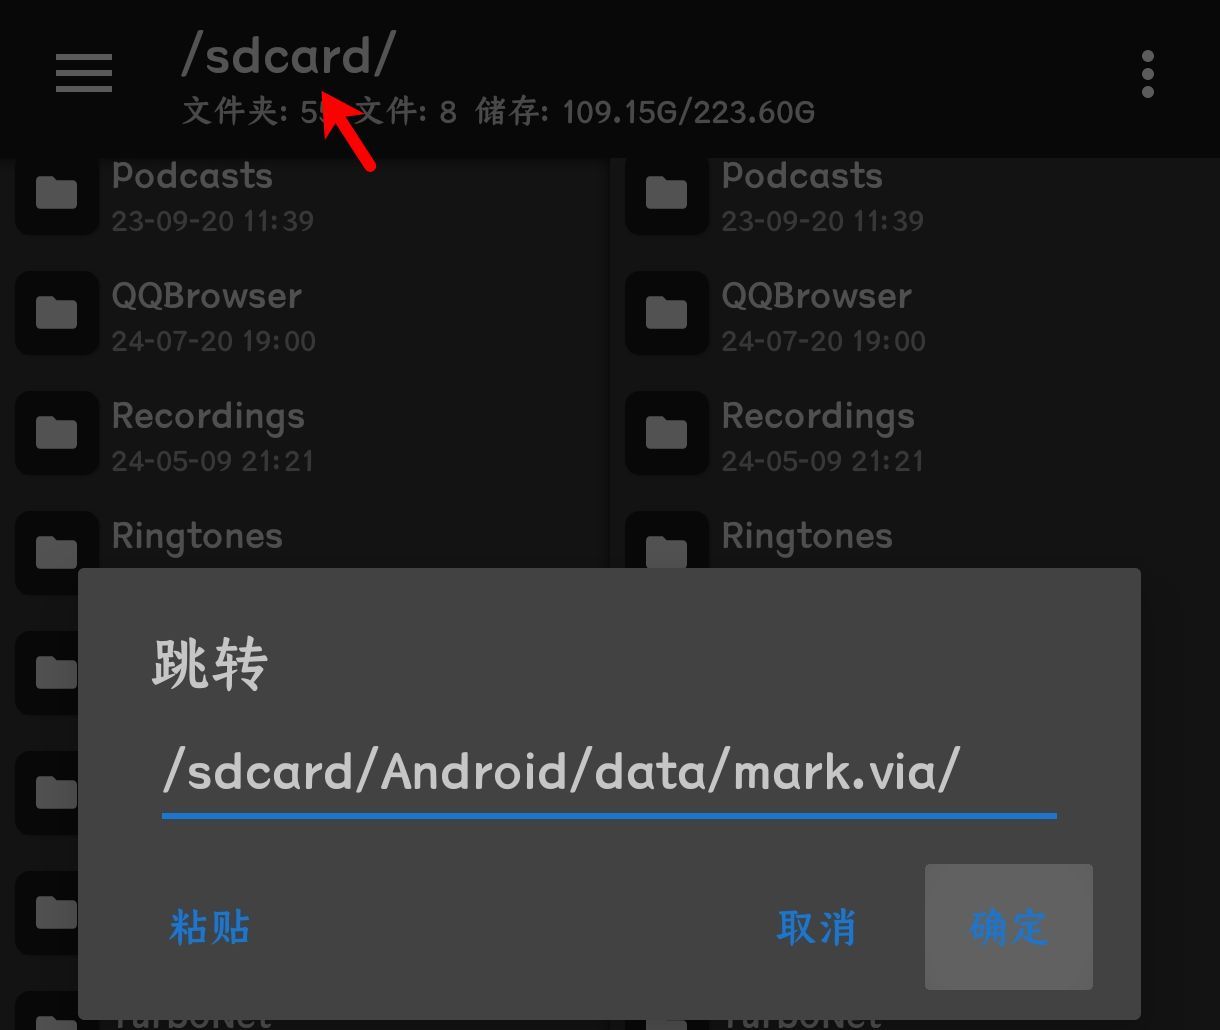 /sdcard/
文件夹: 5 文件: 8 储存: 109.15G/223.60G
Podcasts
23-09-20 11:39
QQBrowser
24-07-20 19:00
Recordings
24-05-09 21:21
Ringtones
Podcasts
23-09-20 11:39
QQBrowser
24-07-20 19:00
Recordings
24-05-09 21:21
Ringtones
跳转
/sdcard/Android/data/mark.via/
粘贴
取消
确定
TurboNet
TurboNet